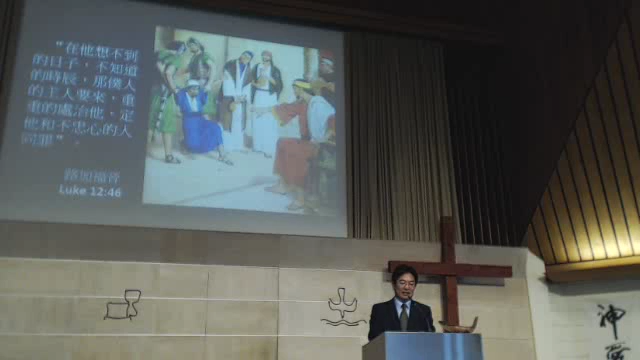 "在他想不到
的日子，不知道
的時辰，那僕人
的主人要來，重
重的處治他，定
他和不忠心的人
同罪"。
路加福音
Luke 12:46
神